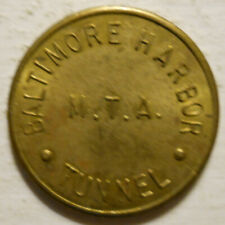 BALTIMORE HARBOR
M.T.A.
• TUNNEL •